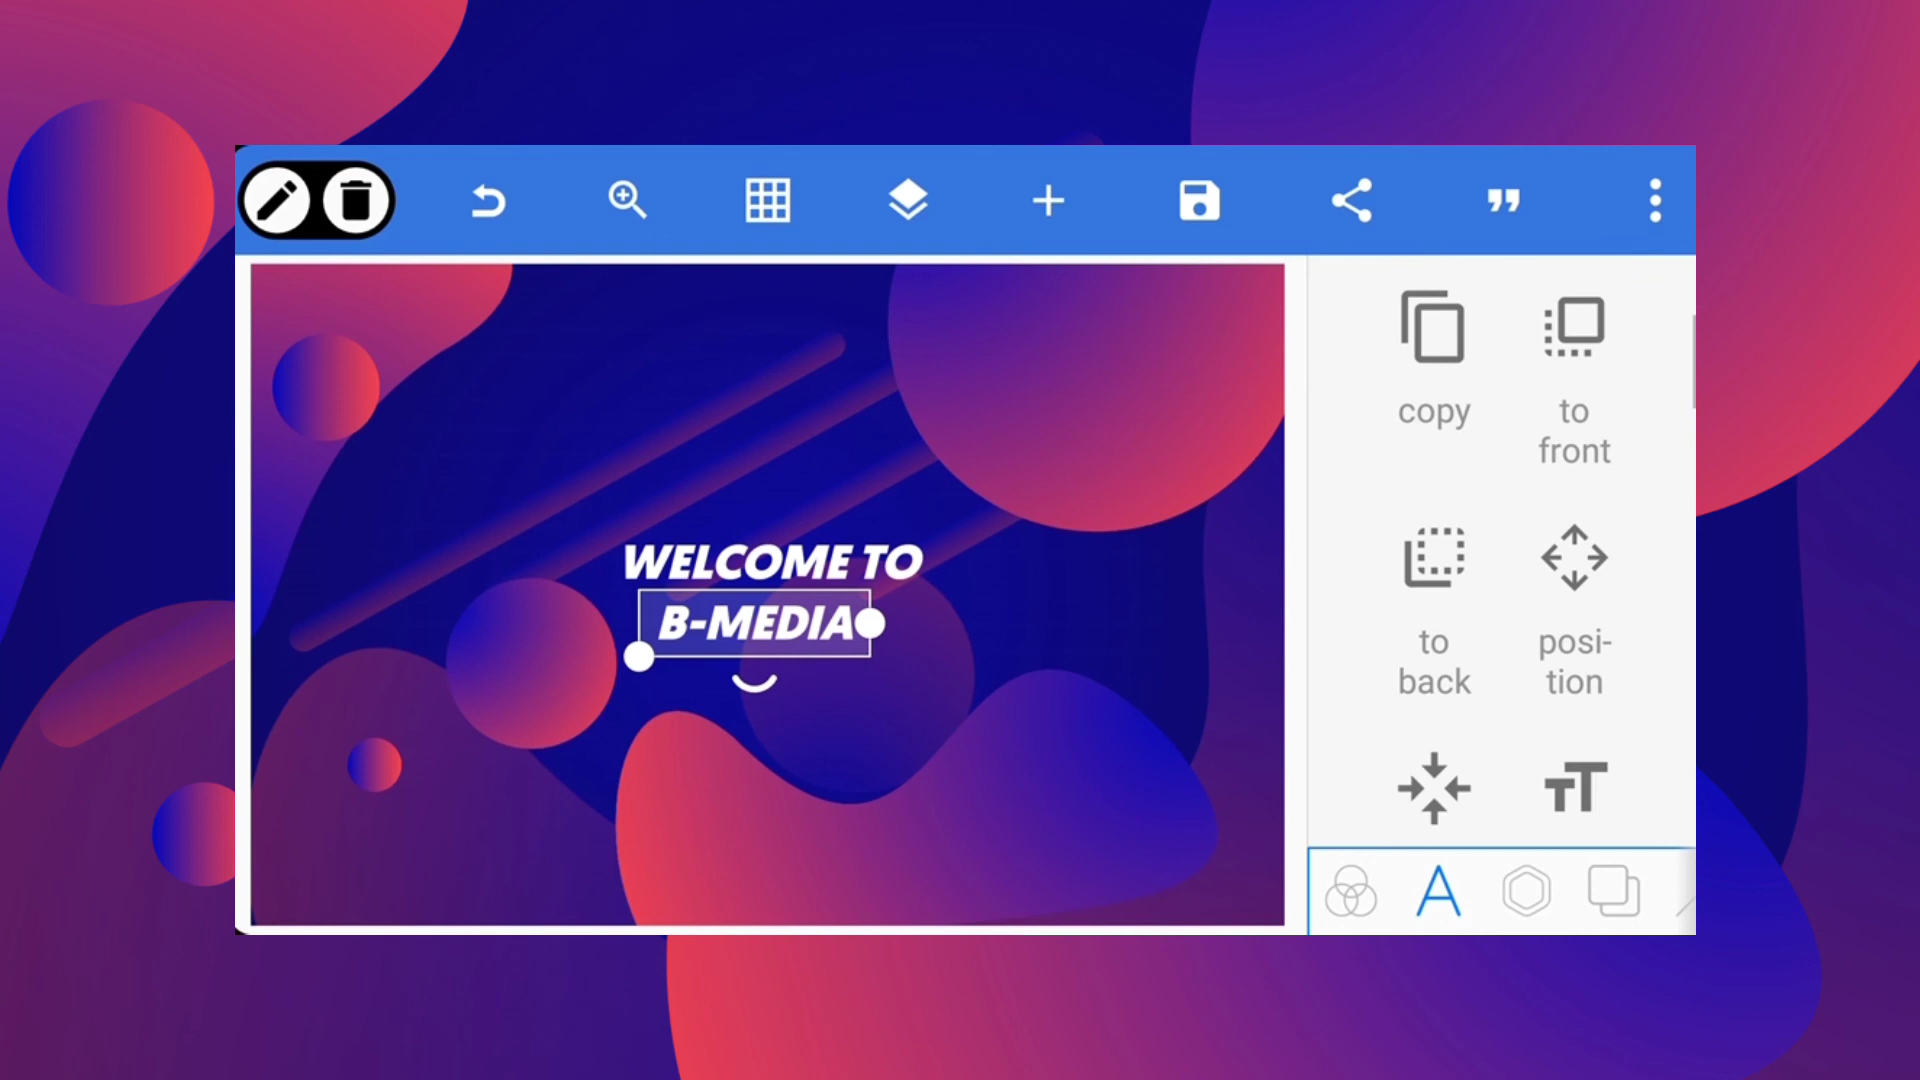 WELCOME TO
B-MEDIA
copy
to
front
to
back
posi-
tion